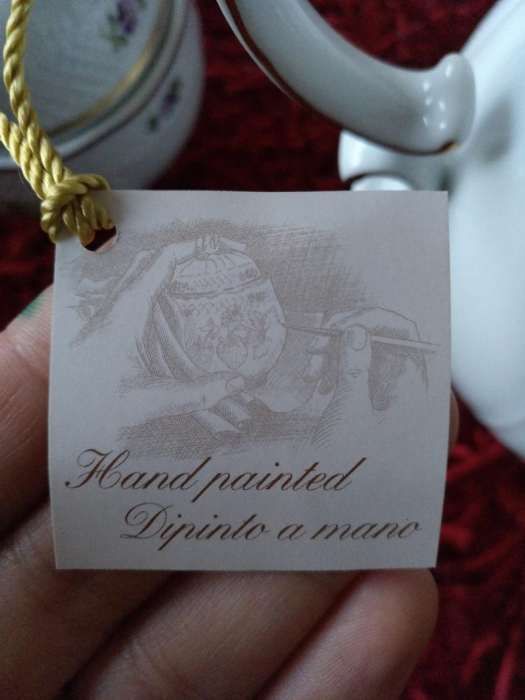 Hand painted
Dipinto a mano